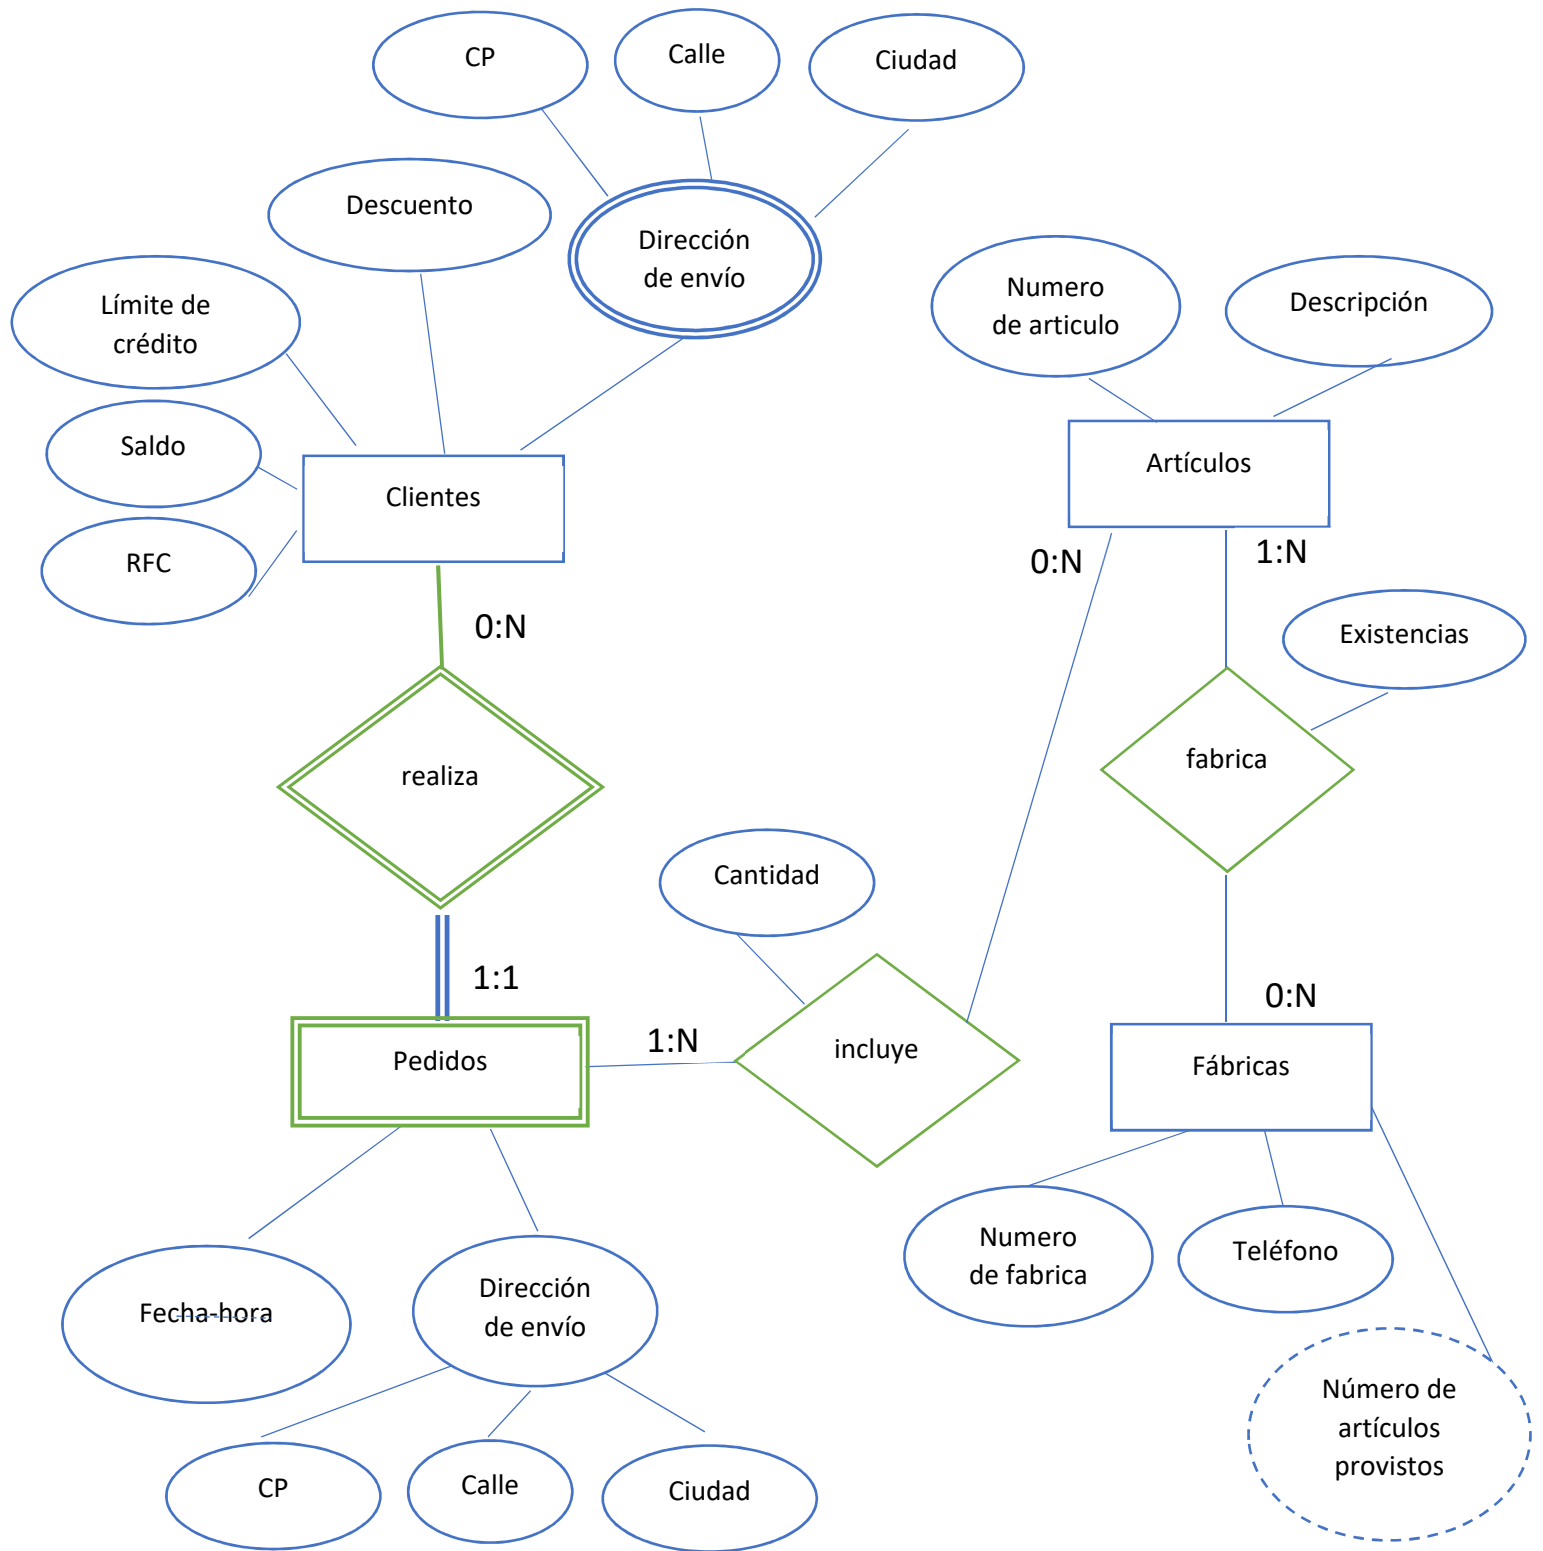 CP
Calle
Ciudad
Descuento
Dirección
de envío
Límite de
crédito
Numero
de articulo
Descripción
Saldo
Clientes
Artículos
RFC
0:N
0:N
1:N
Existencias
realiza
fabrica
Cantidad
1:1
1:N
0:N
Pedidos
incluye
Fábricas
Fecha-hora
Dirección
de envío
Numero
de fabrica
Teléfono
Número de
artículos
provistos
CP
Calle
Ciudad